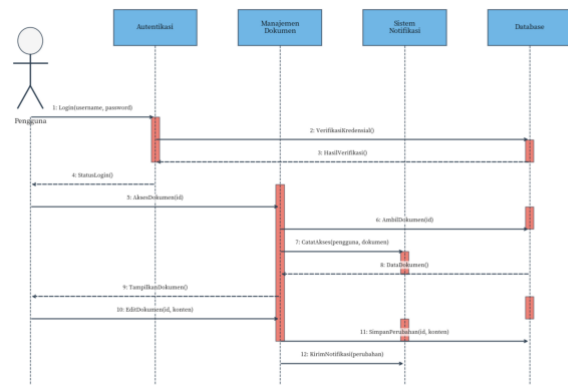 Autentikasi
Manajemen
Dokumen
Sistem
Notifikasi
Database
Pengguna
1: Login(username, password)
2: VerifikasiKredensial()
3: HasilVerifikasi()
4: StatusLogin()
5: AksesDokumen(id)
6: AmbilDokumen(id)
7: CatatAkses(pengguna, dokumen)
8: DataDokumen()
9: TampilkanDokumen()
10: EditDokumen(id, konten)
11: SimpanPerubahan(id, konten)
12: KirimNotifikasi(perubahan)